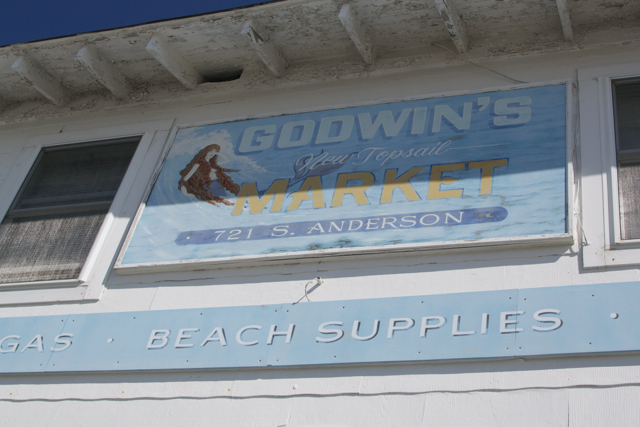 GODWIN'S
New Topsail
MARKET
721 S. ANDERSON
GAS · BEACH SUPPLIES ·